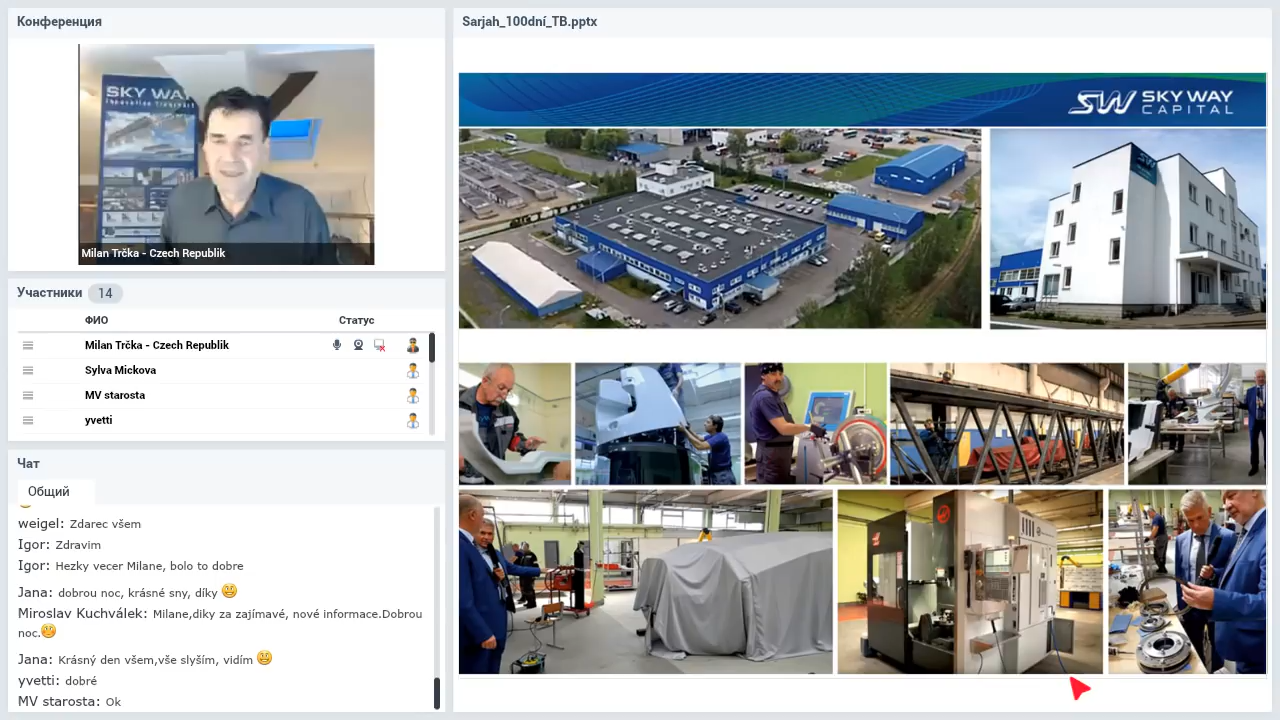 Конференция
SKY WAY
Milan Trčka - Czech Republik
Участники 14
ФИО Статус
Milan Trčka - Czech Republik
Sylva Mickova
MV starosta
yvetti
Чат
Общий
weigel: Zdarec všem
Igor: Zdravim
Igor: Hezky vecer Milane, bolo to dobre
Jana: dobrou noc, krásné sny, díky
Miroslav Kuchválek: Milane,diky za zajímavé, nové informace.Dobrou
noc.
Jana: Krásný den všem,vše slyším, vidím
yvetti: dobré
MV starosta: Ok
Sarjah_100dní_TB.pptx
SW SKY WAY
CAPITAL